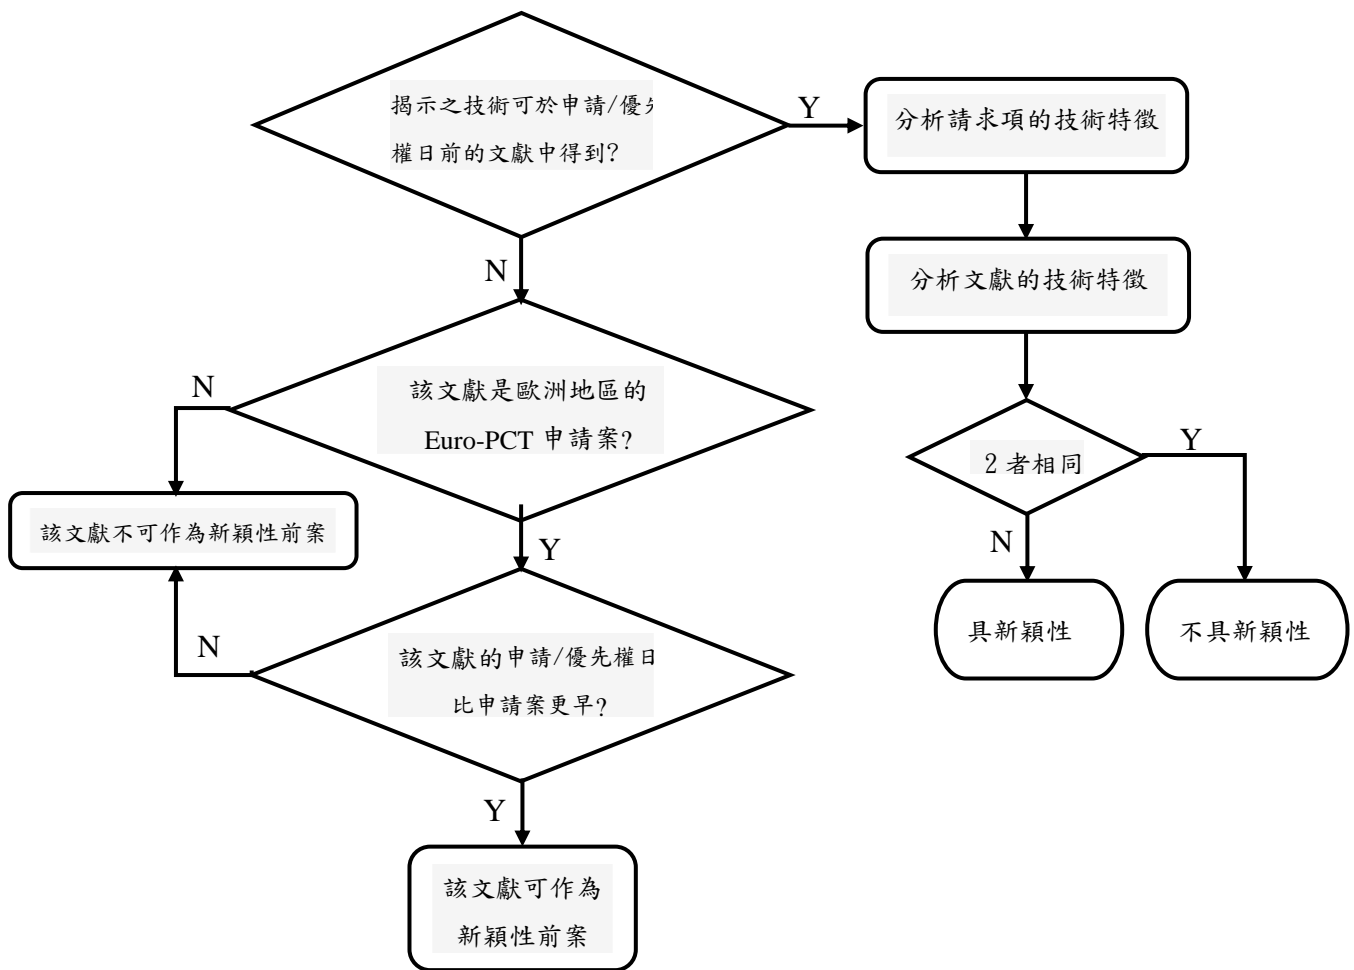 揭示之技術可於申請/優先
權日前的文獻中得到?
Y
分析請求項的技術特徵
N
分析文獻的技術特徵
N
該文獻是歐洲地區的
Euro-PCT 申請案?
Y
2 者相同
該文獻不可作為新穎性前案
Y
N
N
該文獻的申請/優先權日
比申請案更早?
具新穎性
不具新穎性
Y
該文獻可作為
新穎性前案